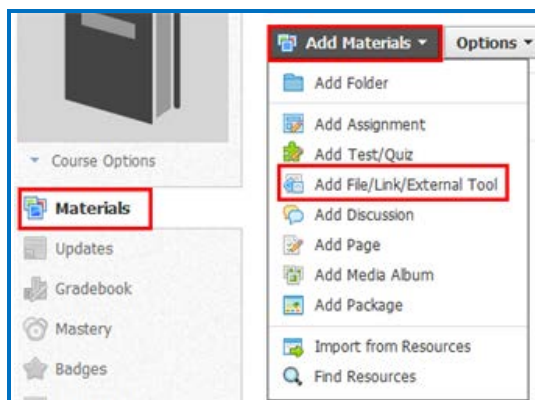 Course Options
Materials
Updates
Gradebook
Mastery
Badges
Add Materials
Options
Add Folder
Add Assignment
Add Test/Quiz
Add File/Link/External Tool
Add Discussion
Add Page
Add Media Album
Add Package
Import from Resources
Find Resources